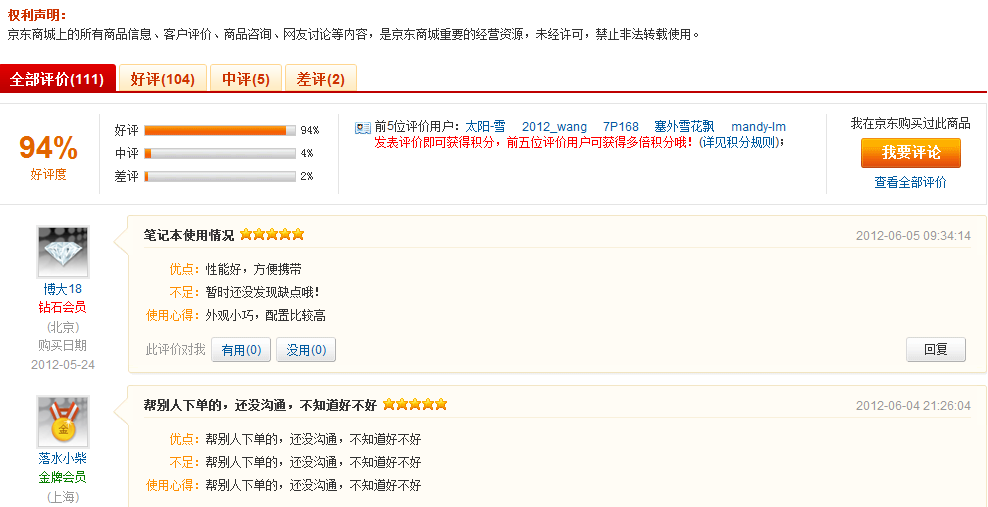 权利声明：
京东商城上的所有商品信息、客户评价、商品咨询、网友讨论等内容，是京东商城重要的经营资源，未经许可，禁止非法转载使用。
全部评价(111) 好评(104) 中评(5) 差评(2)
94%
好评度
好评 94%
中评 4%
差评 2%
前5位评价用户：太阳-雪 2012_wang 7P168 塞外雪花飘 mandy-lm
发表评价即可获得积分，前五位评价用户可获得多倍积分哦！(详见积分规则)；
我在京东购买过此商品
我要评论
查看全部评价
博大18
钻石会员
(北京)
购买日期
2012-05-24
笔记本使用情况 2012-06-05 09:34:14
优点：性能好，方便携带
不足：暂时还没发现缺点哦！
使用心得：外观小巧，配置比较高
此评价对我 有用(0) 没用(0) 回复
金
落水小柴
金牌会员
(上海)
帮别人下单的，还没沟通，不知道好不好 2012-06-04 21:26:04
优点：帮别人下单的，还没沟通，不知道好不好
不足：帮别人下单的，还没沟通，不知道好不好
使用心得：帮别人下单的，还没沟通，不知道好不好